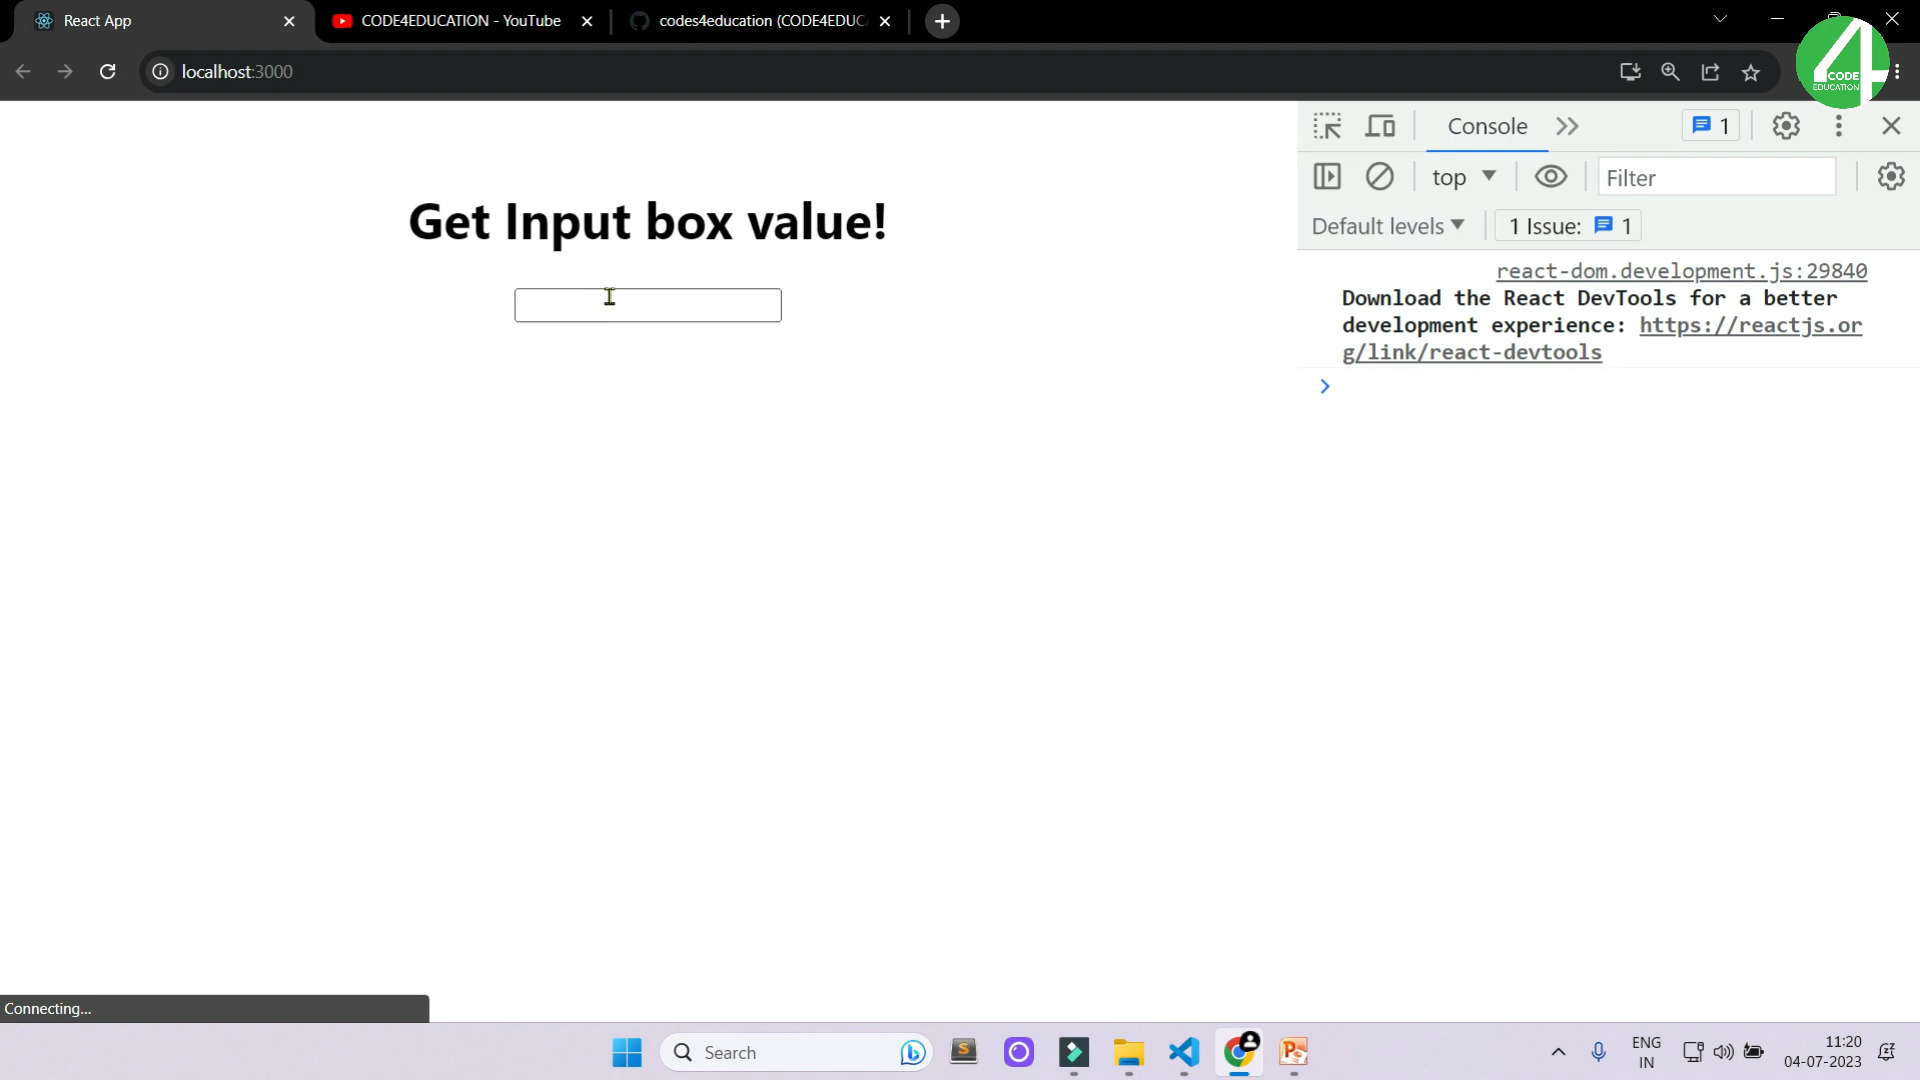 React App
CODE4EDUCATION - YouTube
codes4education (CODE4EDUC
4
CODE
EDUCATION
localhost:3000
Get Input box value!
Console
1
top
Filter
Default levels
1 Issue: 1
react-dom.development.js:29840
Download the React DevTools for a better
development experience: https://reactjs.or
g/link/react-devtools
Connecting...
Search
ENG
IN
11:20
04-07-2023